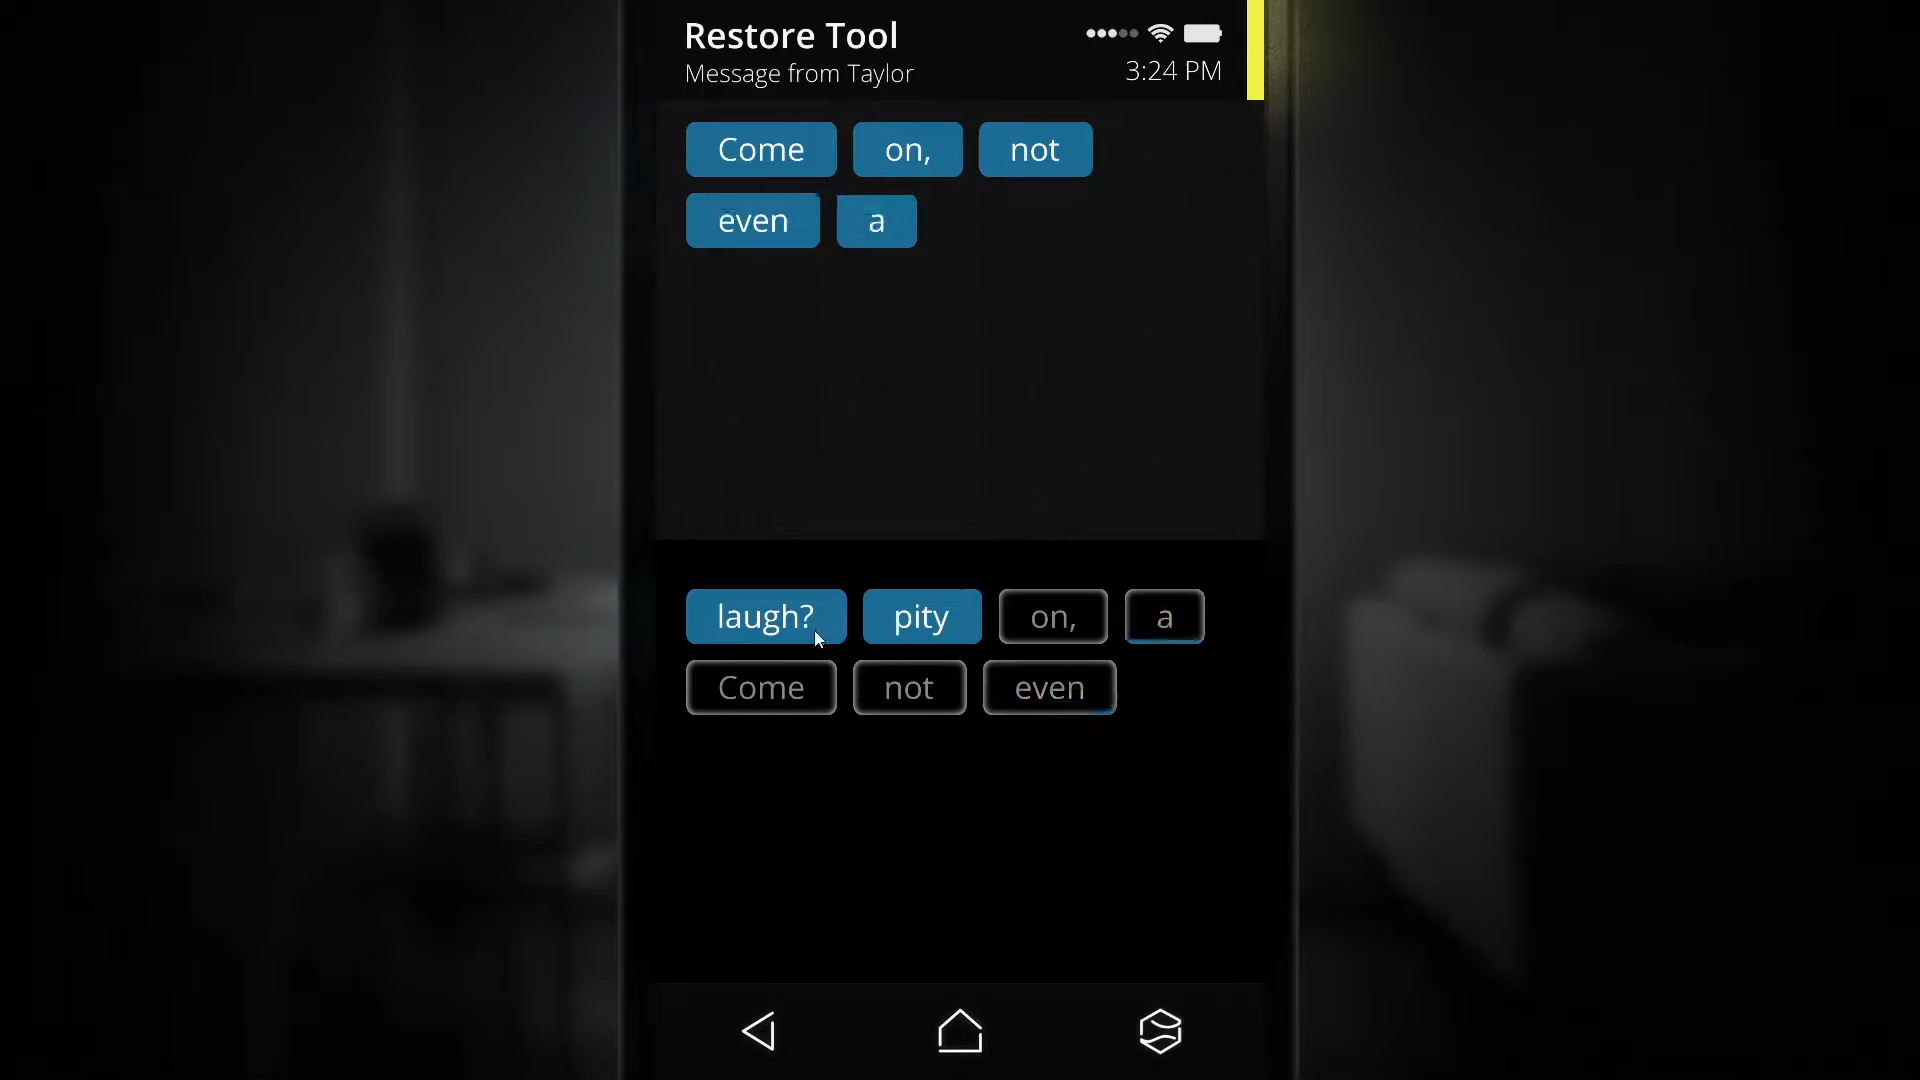 Restore Tool
Message from Taylor
3:24 PM
Come on, not
even a
laugh? pity on, a
Come not even